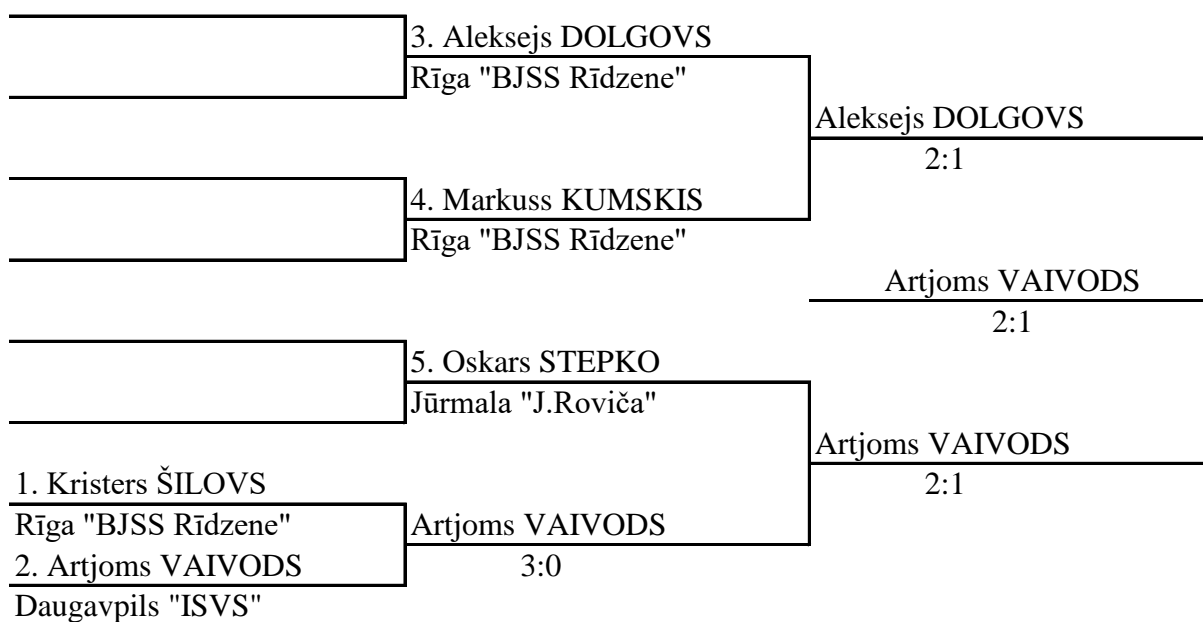 3. Aleksejs DOLGOVS
Rīga "BJSS Rīdzene"
Aleksejs DOLGOVS
2:1
4. Markuss KUMSKIS
Rīga "BJSS Rīdzene"
Artjoms VAIVODS
2:1
5. Oskars STEPKO
Jūrmala "J.Roviča"
Artjoms VAIVODS
2:1
1. Kristers ŠILOVS
Rīga "BJSS Rīdzene"
Artjoms VAIVODS
2. Artjoms VAIVODS
3:0
Daugavpils "ISVS"